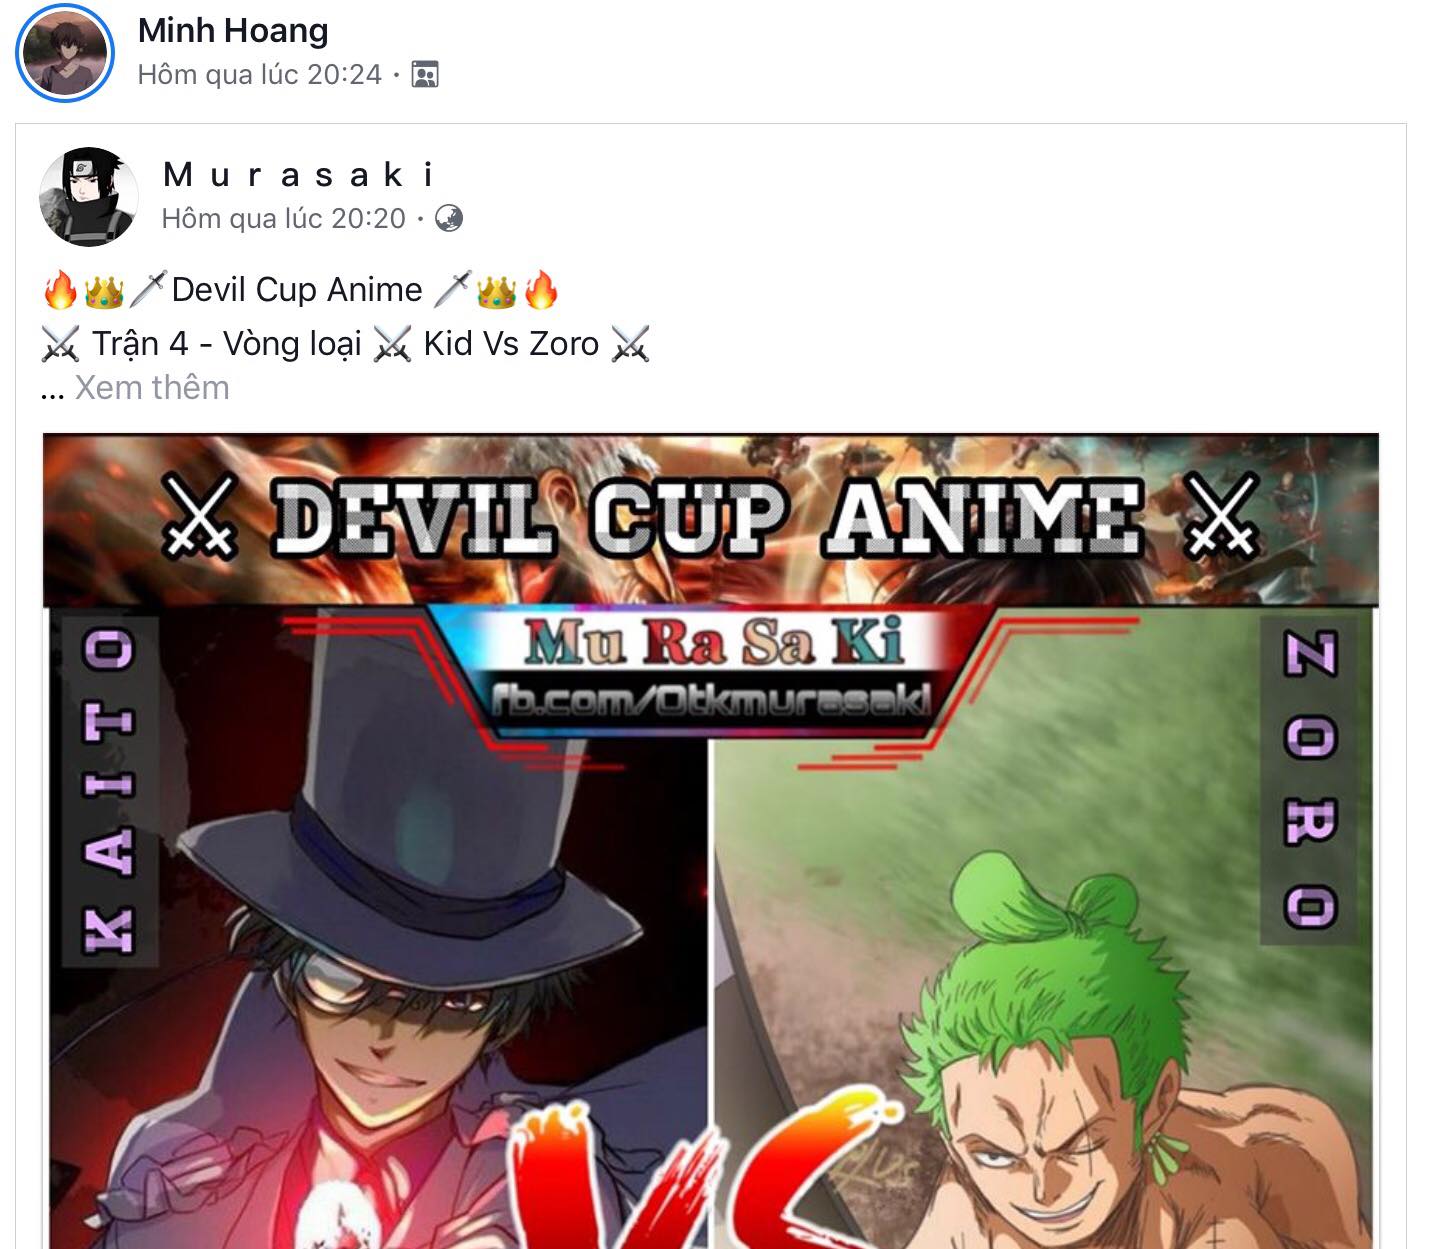 Minh Hoang
Hôm qua lúc 20:24 ·
M u r a s a k i
Hôm qua lúc 20:20 ·
🔥👑🗡️Devil Cup Anime 🗡️👑🔥
⚔️ Trận 4 - Vòng loại ⚔️ Kid Vs Zoro ⚔️
... Xem thêm
⚔ DEVIL CUP ANIME ⚔
Mu Ra Sa Ki
fb.com/Otkmurasaki
KAITO
ZORO
VS